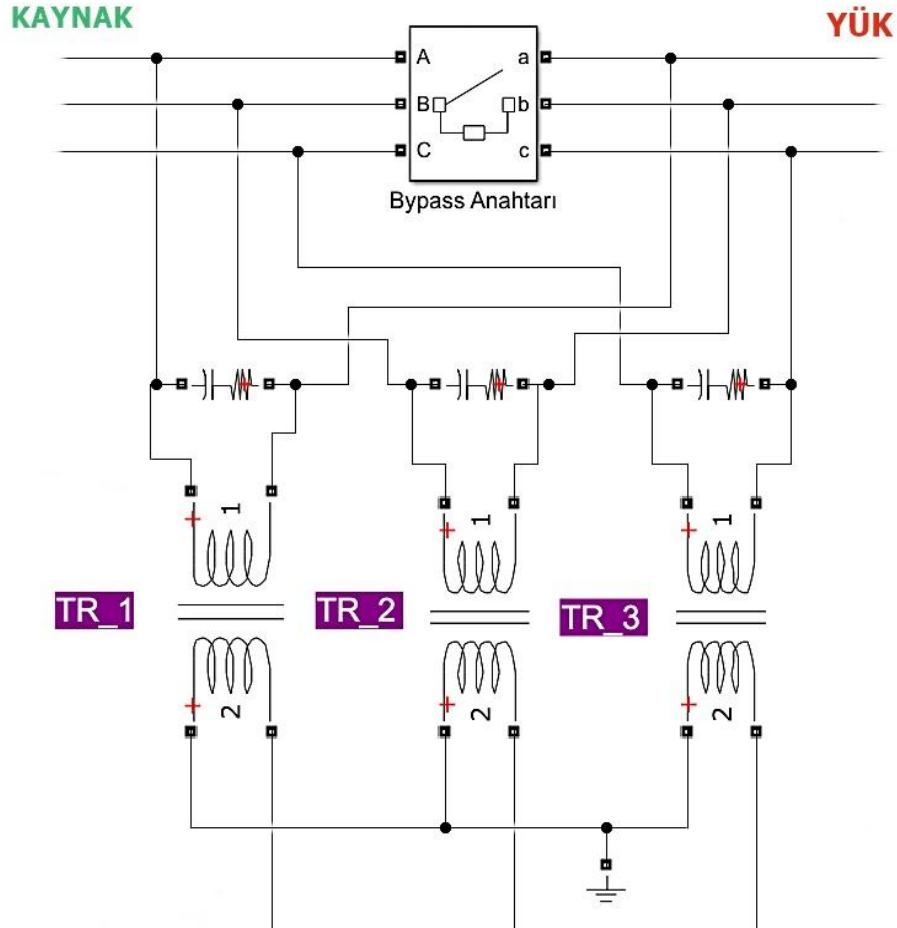 KAYNAK
YÜK
A
a
B
b
C
c
Bypass Anahtarı
1
1
1
TR_1
TR_2
TR_3
2
2
2